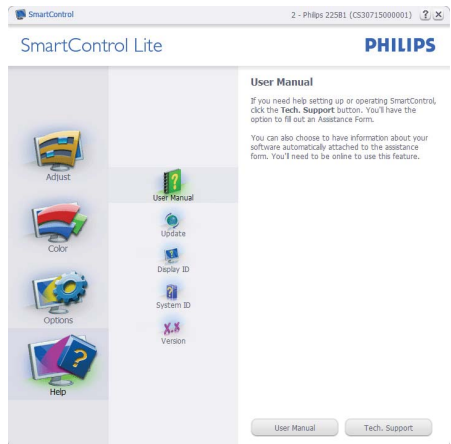 SmartControl
2 - Philips 225B1 (CS30715000001)
SmartControl Lite
PHILIPS
Adjust
Color
Options
Help
User Manual
Update
Display ID
System ID
X.X
Version
User Manual
If you need help setting up or operating SmartControl,
click the Tech. Support button. You'll have the
option to fill out an Assistance Form.
You can also choose to have information about your
software automatically attached to the assistance
form. You'll need to be online to use this feature.
User Manual
Tech. Support